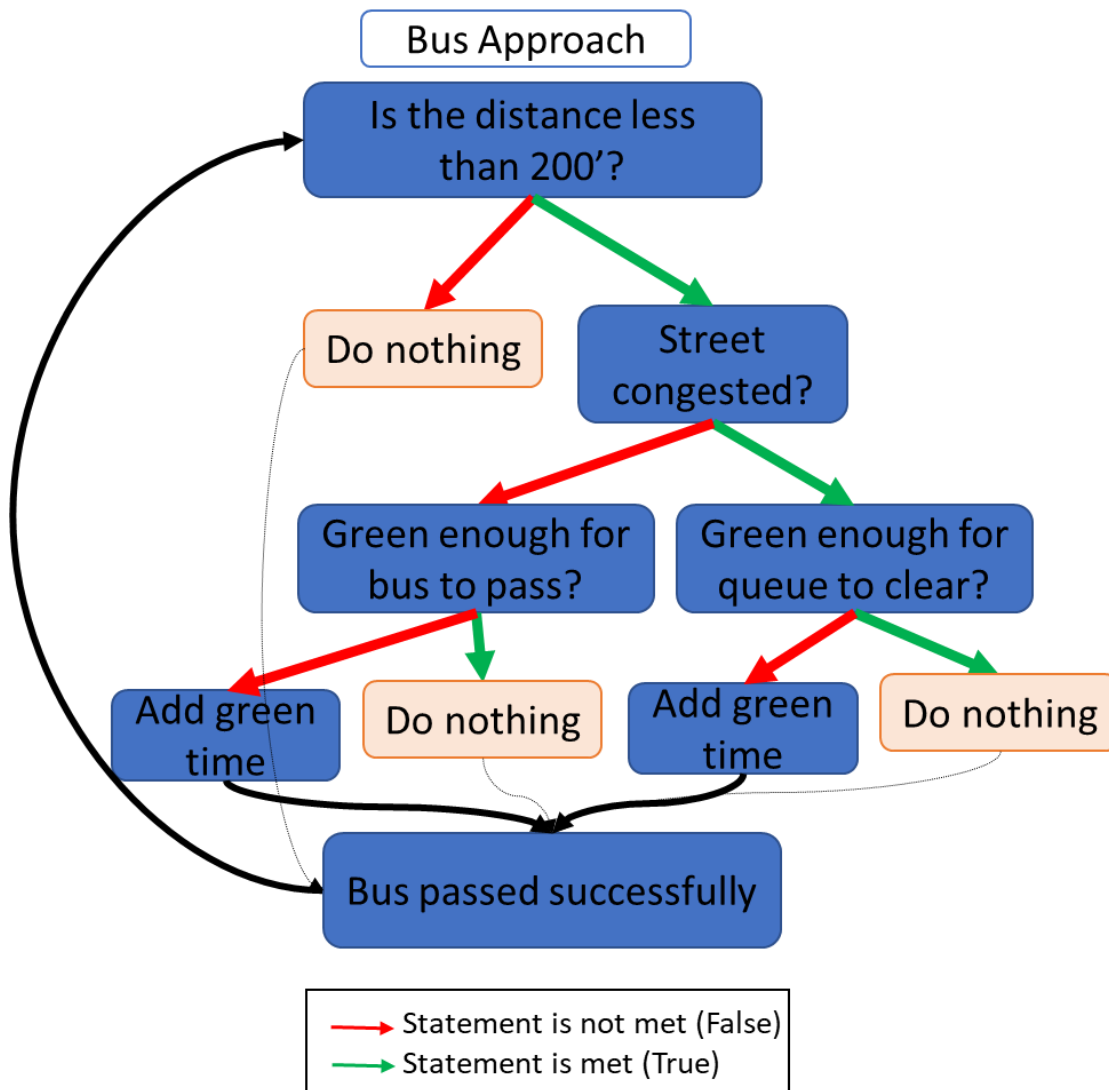 Bus Approach
Is the distance less
than 200’?
Do nothing
Street
congested?
Green enough for
bus to pass?
Green enough for
queue to clear?
Add green
time
Do nothing
Add green
time
Do nothing
Bus passed successfully
Statement is not met (False)
Statement is met (True)